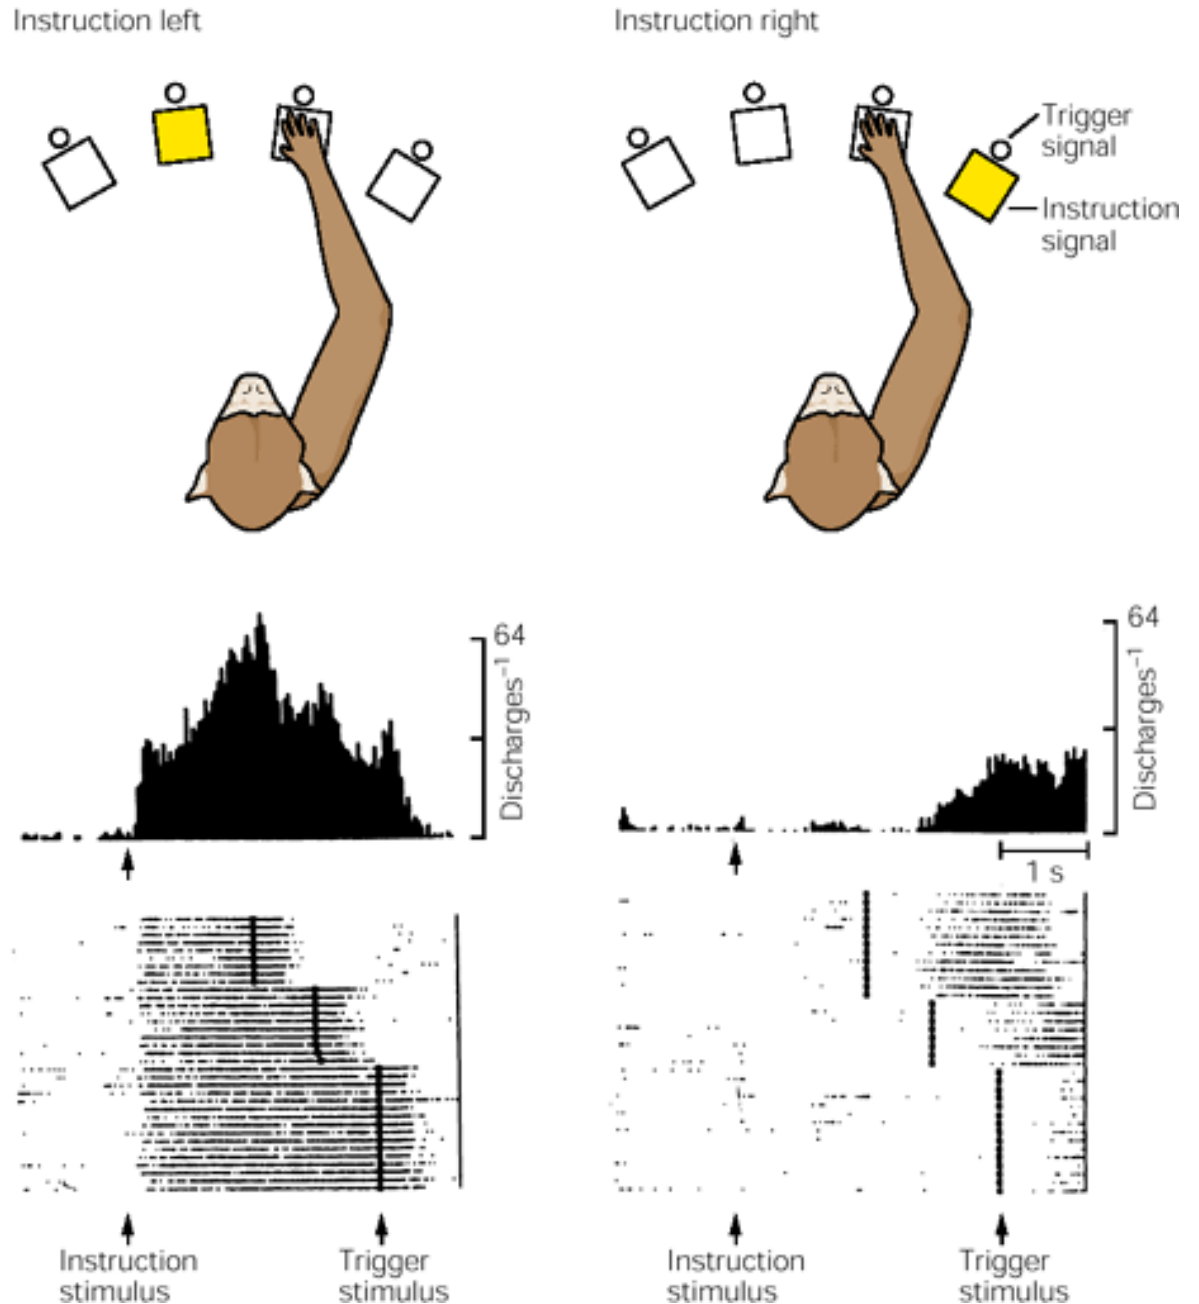 Instruction left
Instruction right
Trigger
signal
Instruction
signal
64
Discharges⁻¹
64
Discharges⁻¹
1 s
Instruction
stimulus
Trigger
stimulus
Instruction
stimulus
Trigger
stimulus